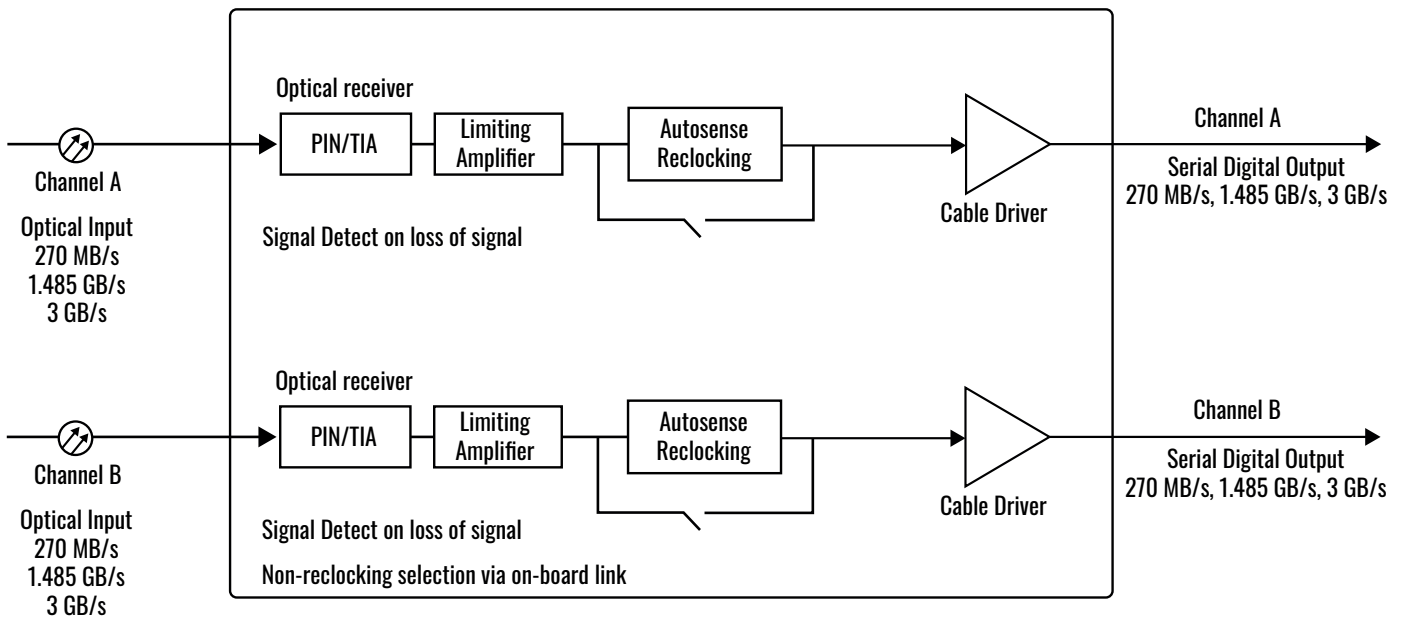 Optical receiver
PIN/TIA
Limiting
Amplifier
Autosense
Reclocking
Cable Driver
Channel A
Optical Input
270 MB/s
1.485 GB/s
3 GB/s
Signal Detect on loss of signal
Channel A
Serial Digital Output
270 MB/s, 1.485 GB/s, 3 GB/s
Optical receiver
PIN/TIA
Limiting
Amplifier
Autosense
Reclocking
Cable Driver
Channel B
Optical Input
270 MB/s
1.485 GB/s
3 GB/s
Signal Detect on loss of signal
Non-reclocking selection via on-board link
Channel B
Serial Digital Output
270 MB/s, 1.485 GB/s, 3 GB/s